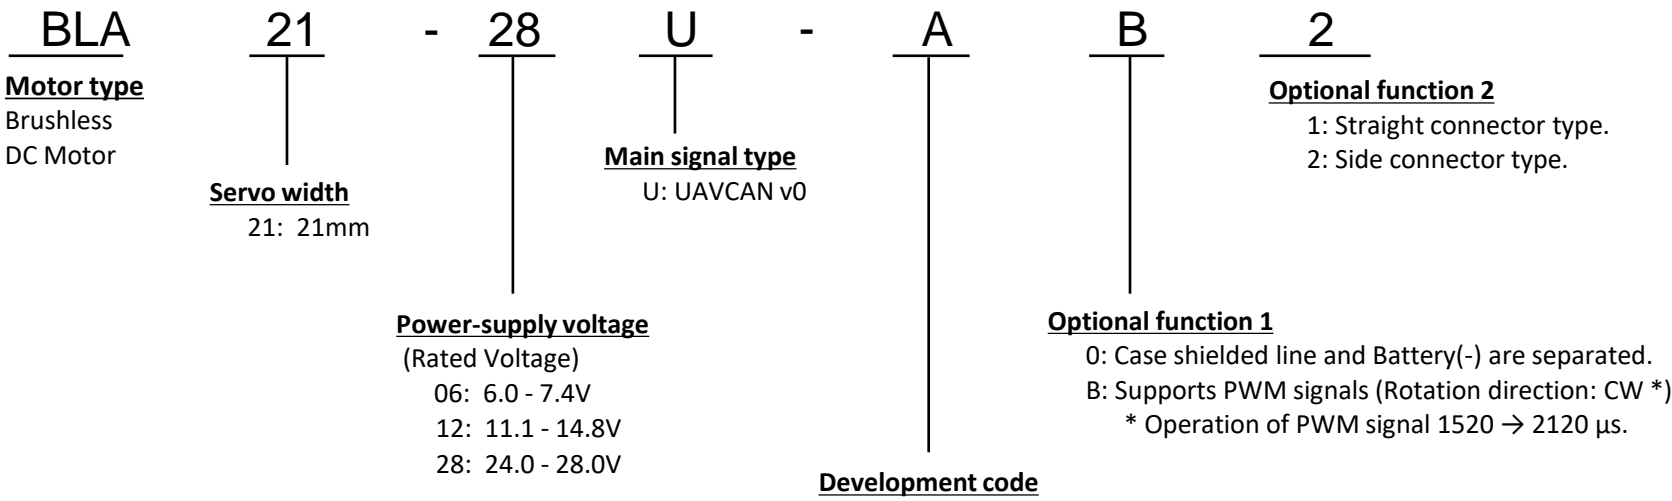 BLA 21 - 28 U - A B 2
Motor type
Brushless
DC Motor
Servo width
21: 21mm
Power-supply voltage
(Rated Voltage)
06: 6.0 - 7.4V
12: 11.1 - 14.8V
28: 24.0 - 28.0V
Main signal type
U: UAVCAN v0
Development code
Optional function 1
0: Case shielded line and Battery(-) are separated.
B: Supports PWM signals (Rotation direction: CW *)
* Operation of PWM signal 1520 → 2120 μs.
Optional function 2
1: Straight connector type.
2: Side connector type.